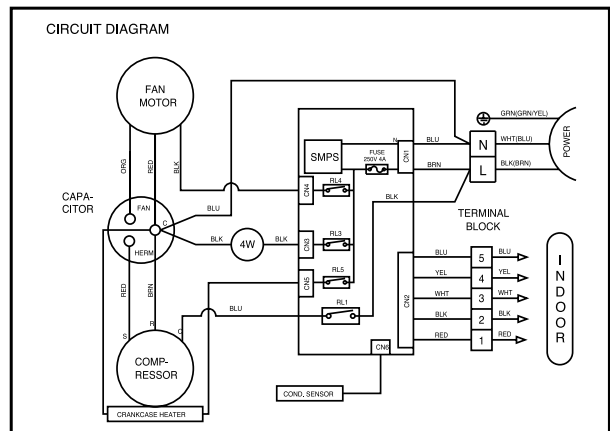 CIRCUIT DIAGRAM
FAN
MOTOR
ORG
RED
BLK
CAPA-
CITOR
FAN
C
HERM
BLU
BLK
4W
BLK
RED
BRN
S
R
C
BLU
COMP-
RESSOR
CRANKCASE HEATER
SMPS
FUSE
250V 4A
N
CN1
CN4
RL4
CN3
RL3
CN5
RL5
RL1
CN2
CN6
COND. SENSOR
BLU
BRN
BLK
N
L
GRN(GRN/YEL)
WHT(BLU)
BLK(BRN)
POWER
TERMINAL
BLOCK
BLU 5 BLU
YEL 4 YEL
WHT 3 WHT
BLK 2 BLK
RED 1 RED
INDOOR